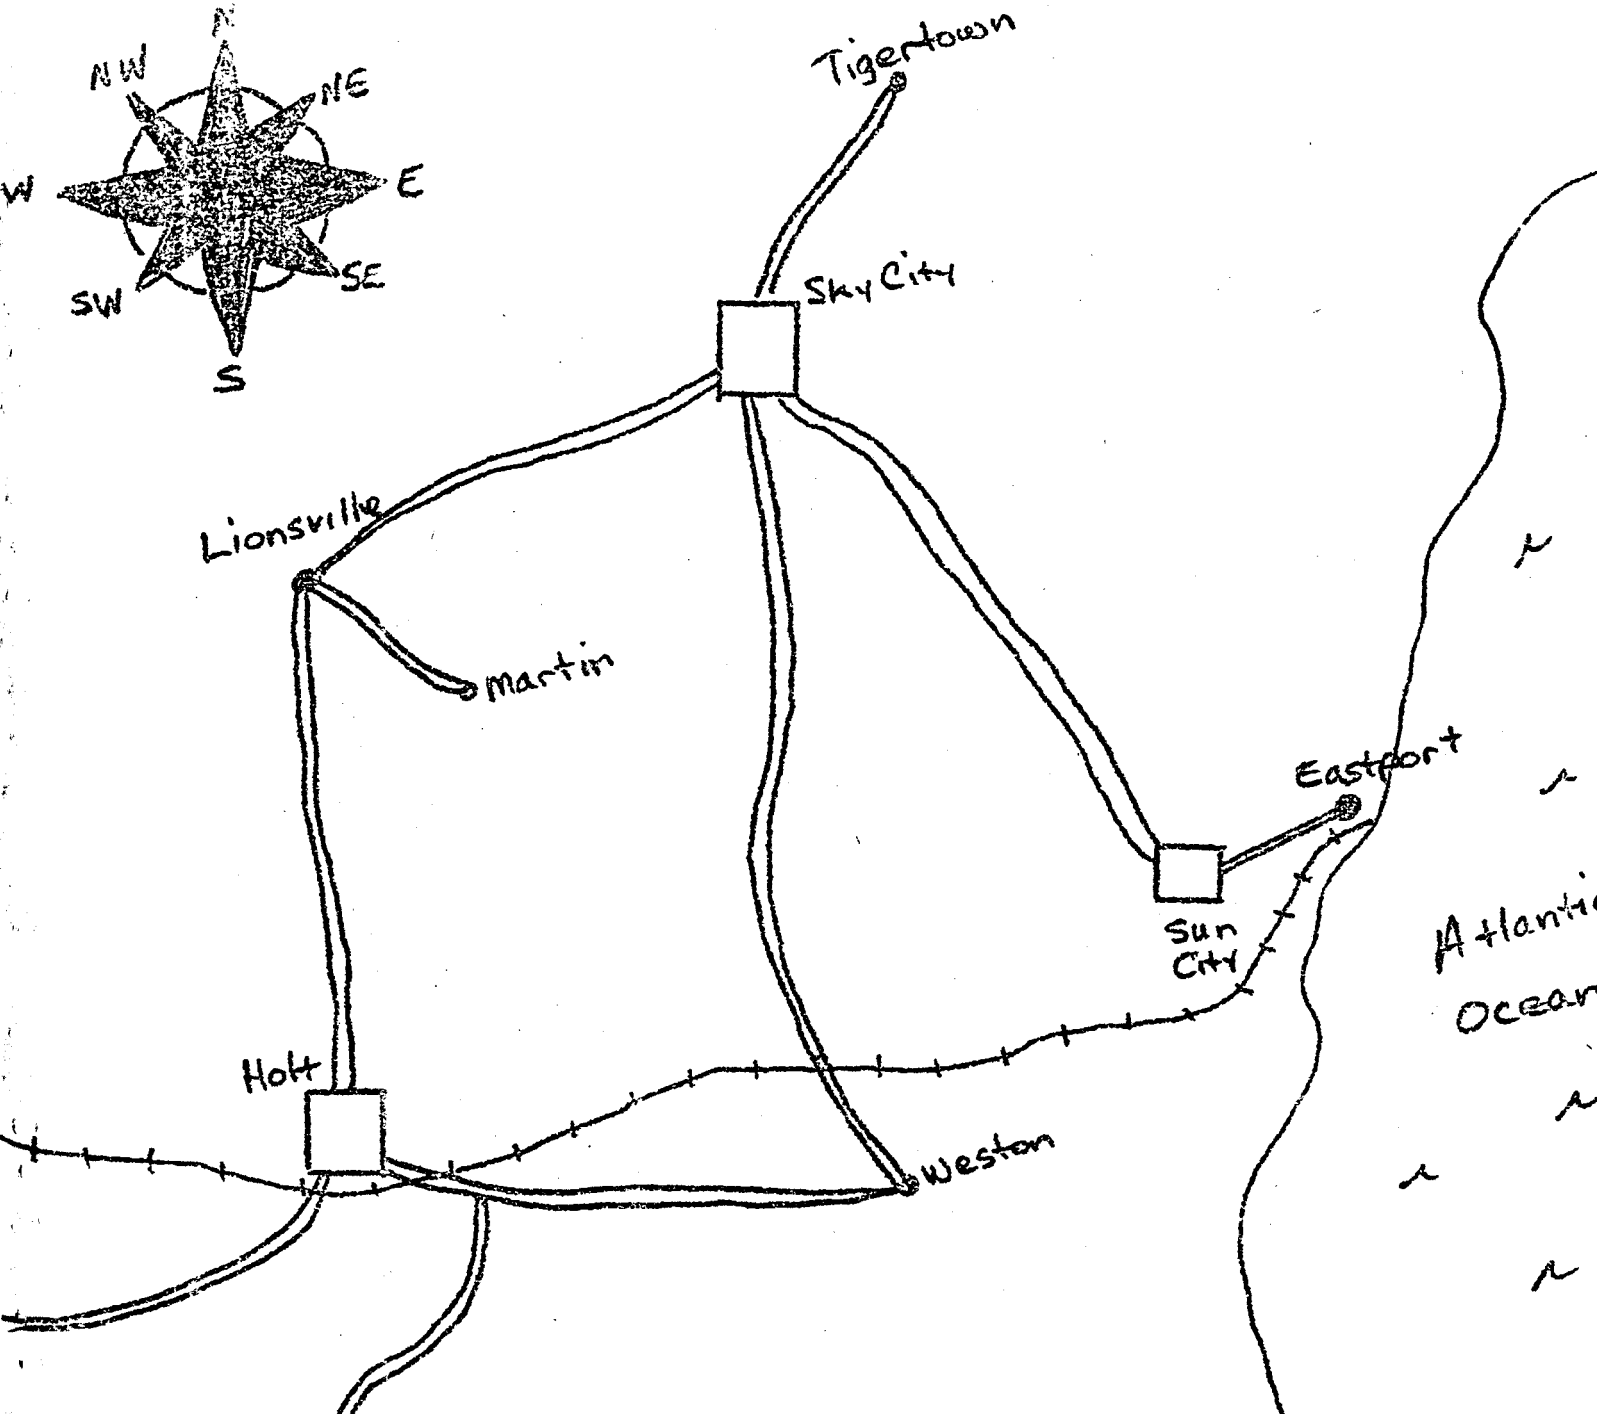 N
NW
NE
W
E
SW
SE
S
Tigertown
Sky City
Lionsville
Martin
Eastport
Sun
City
Atlantic
Ocean
Holt
Weston